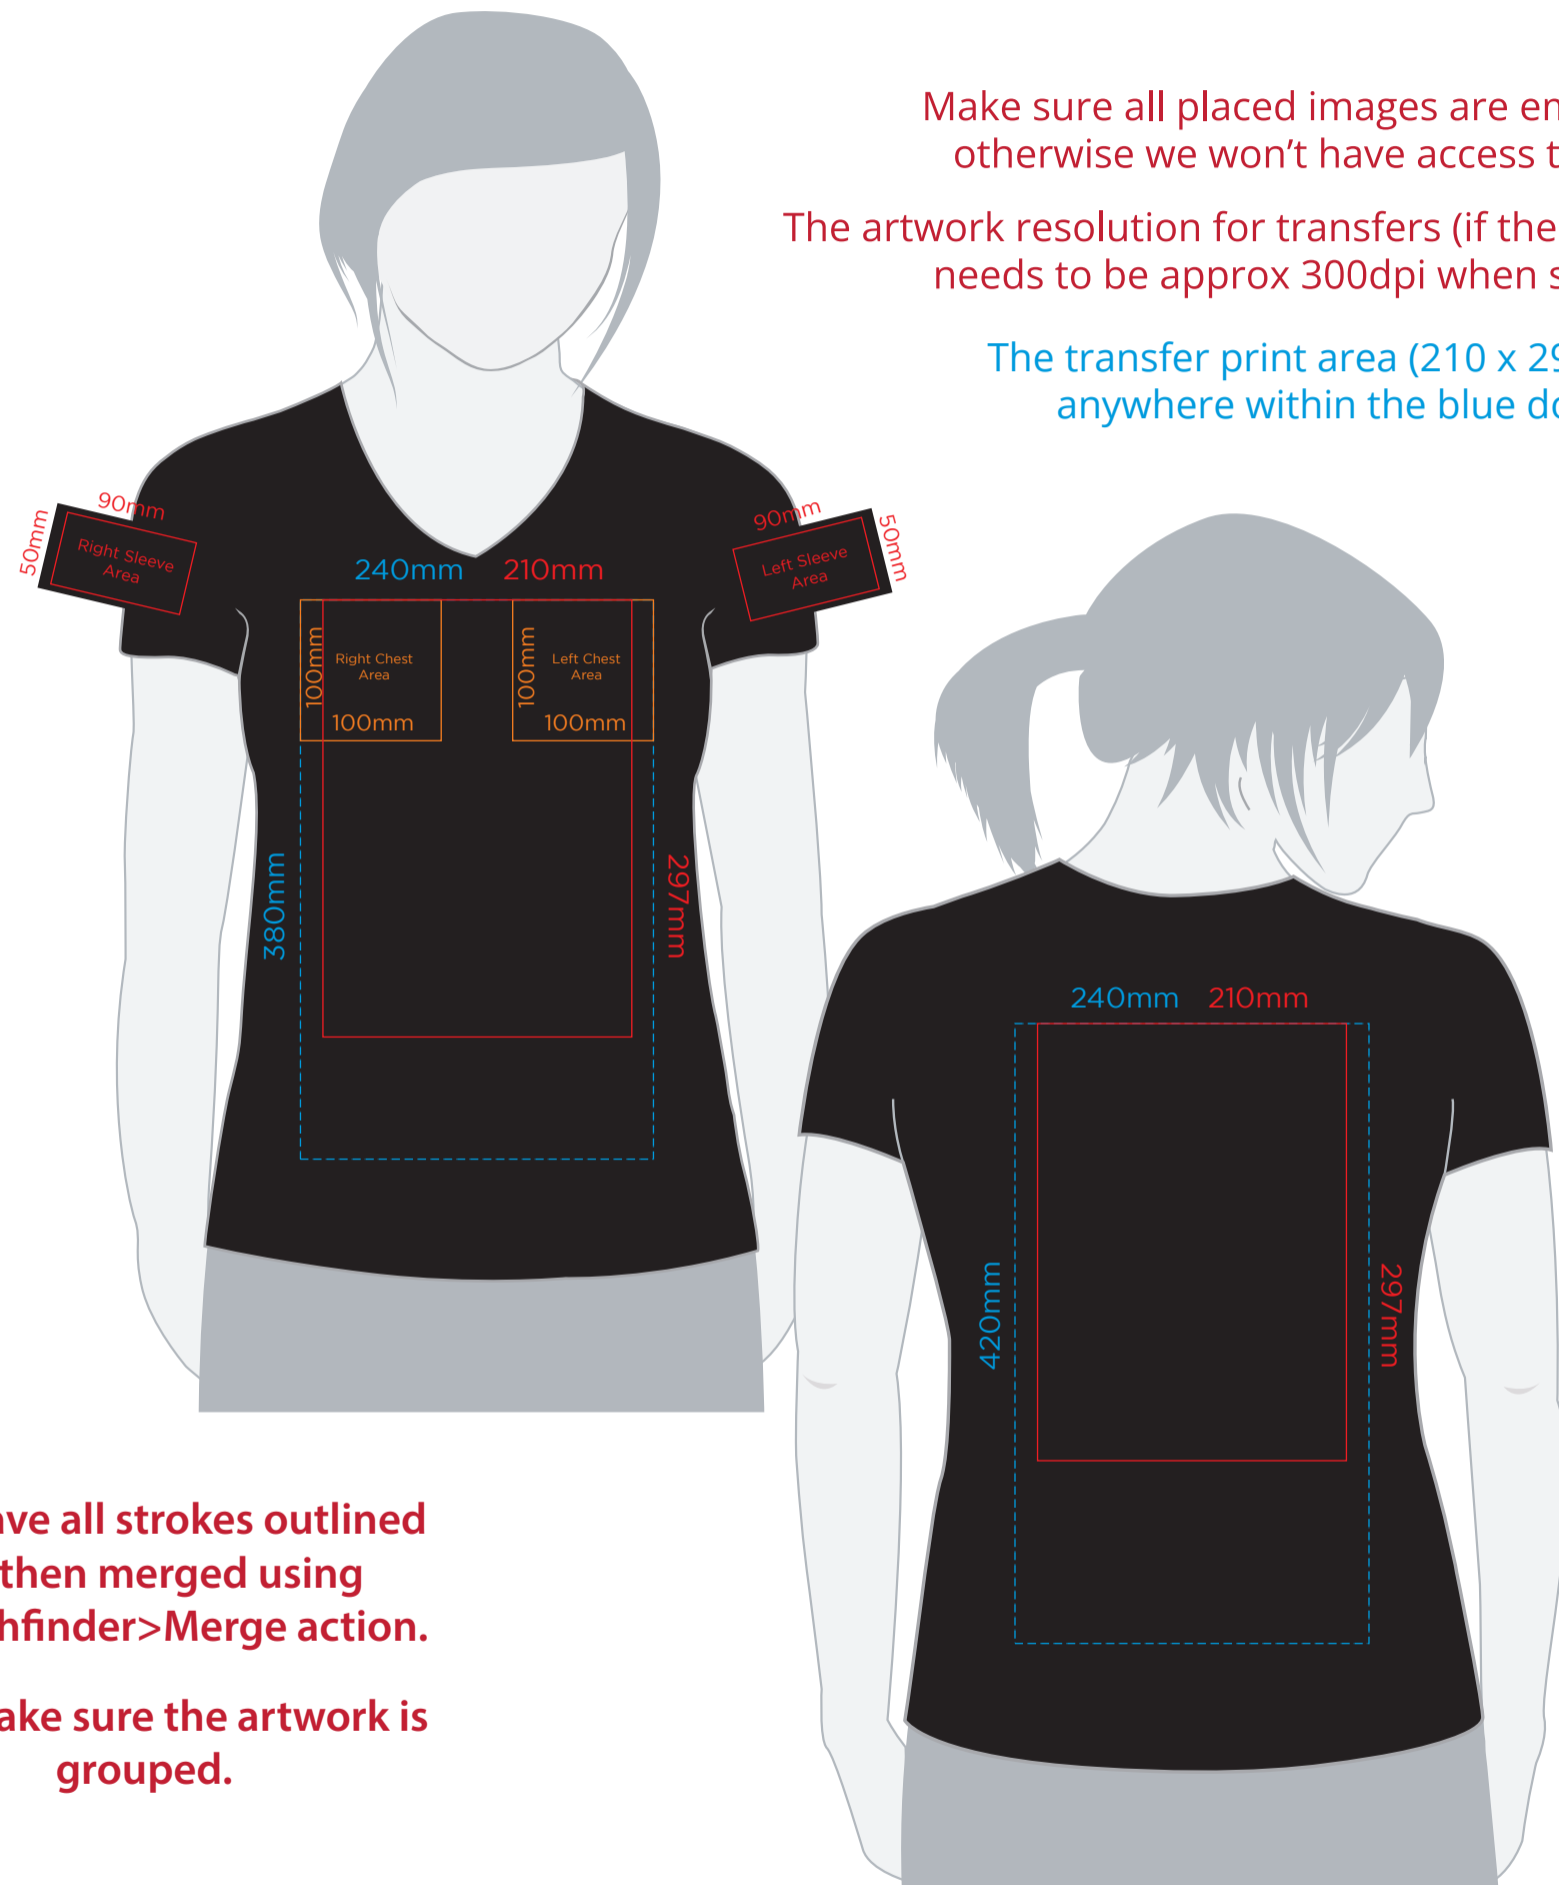 Make sure all placed images are em
otherwise we won't have access t
The artwork resolution for transfers (if the
needs to be approx 300dpi when s
The transfer print area (210 x 29
anywhere within the blue do
90mm
50mm
Right Sleeve
Area
90mm
50mm
Left Sleeve
Area
240mm 210mm
100mm
Right Chest
Area
100mm
100mm
Left Chest
Area
100mm
380mm
297mm
240mm 210mm
420mm
297mm
ave all strokes outlined
then merged using
hfinder>Merge action.
ake sure the artwork is
grouped.